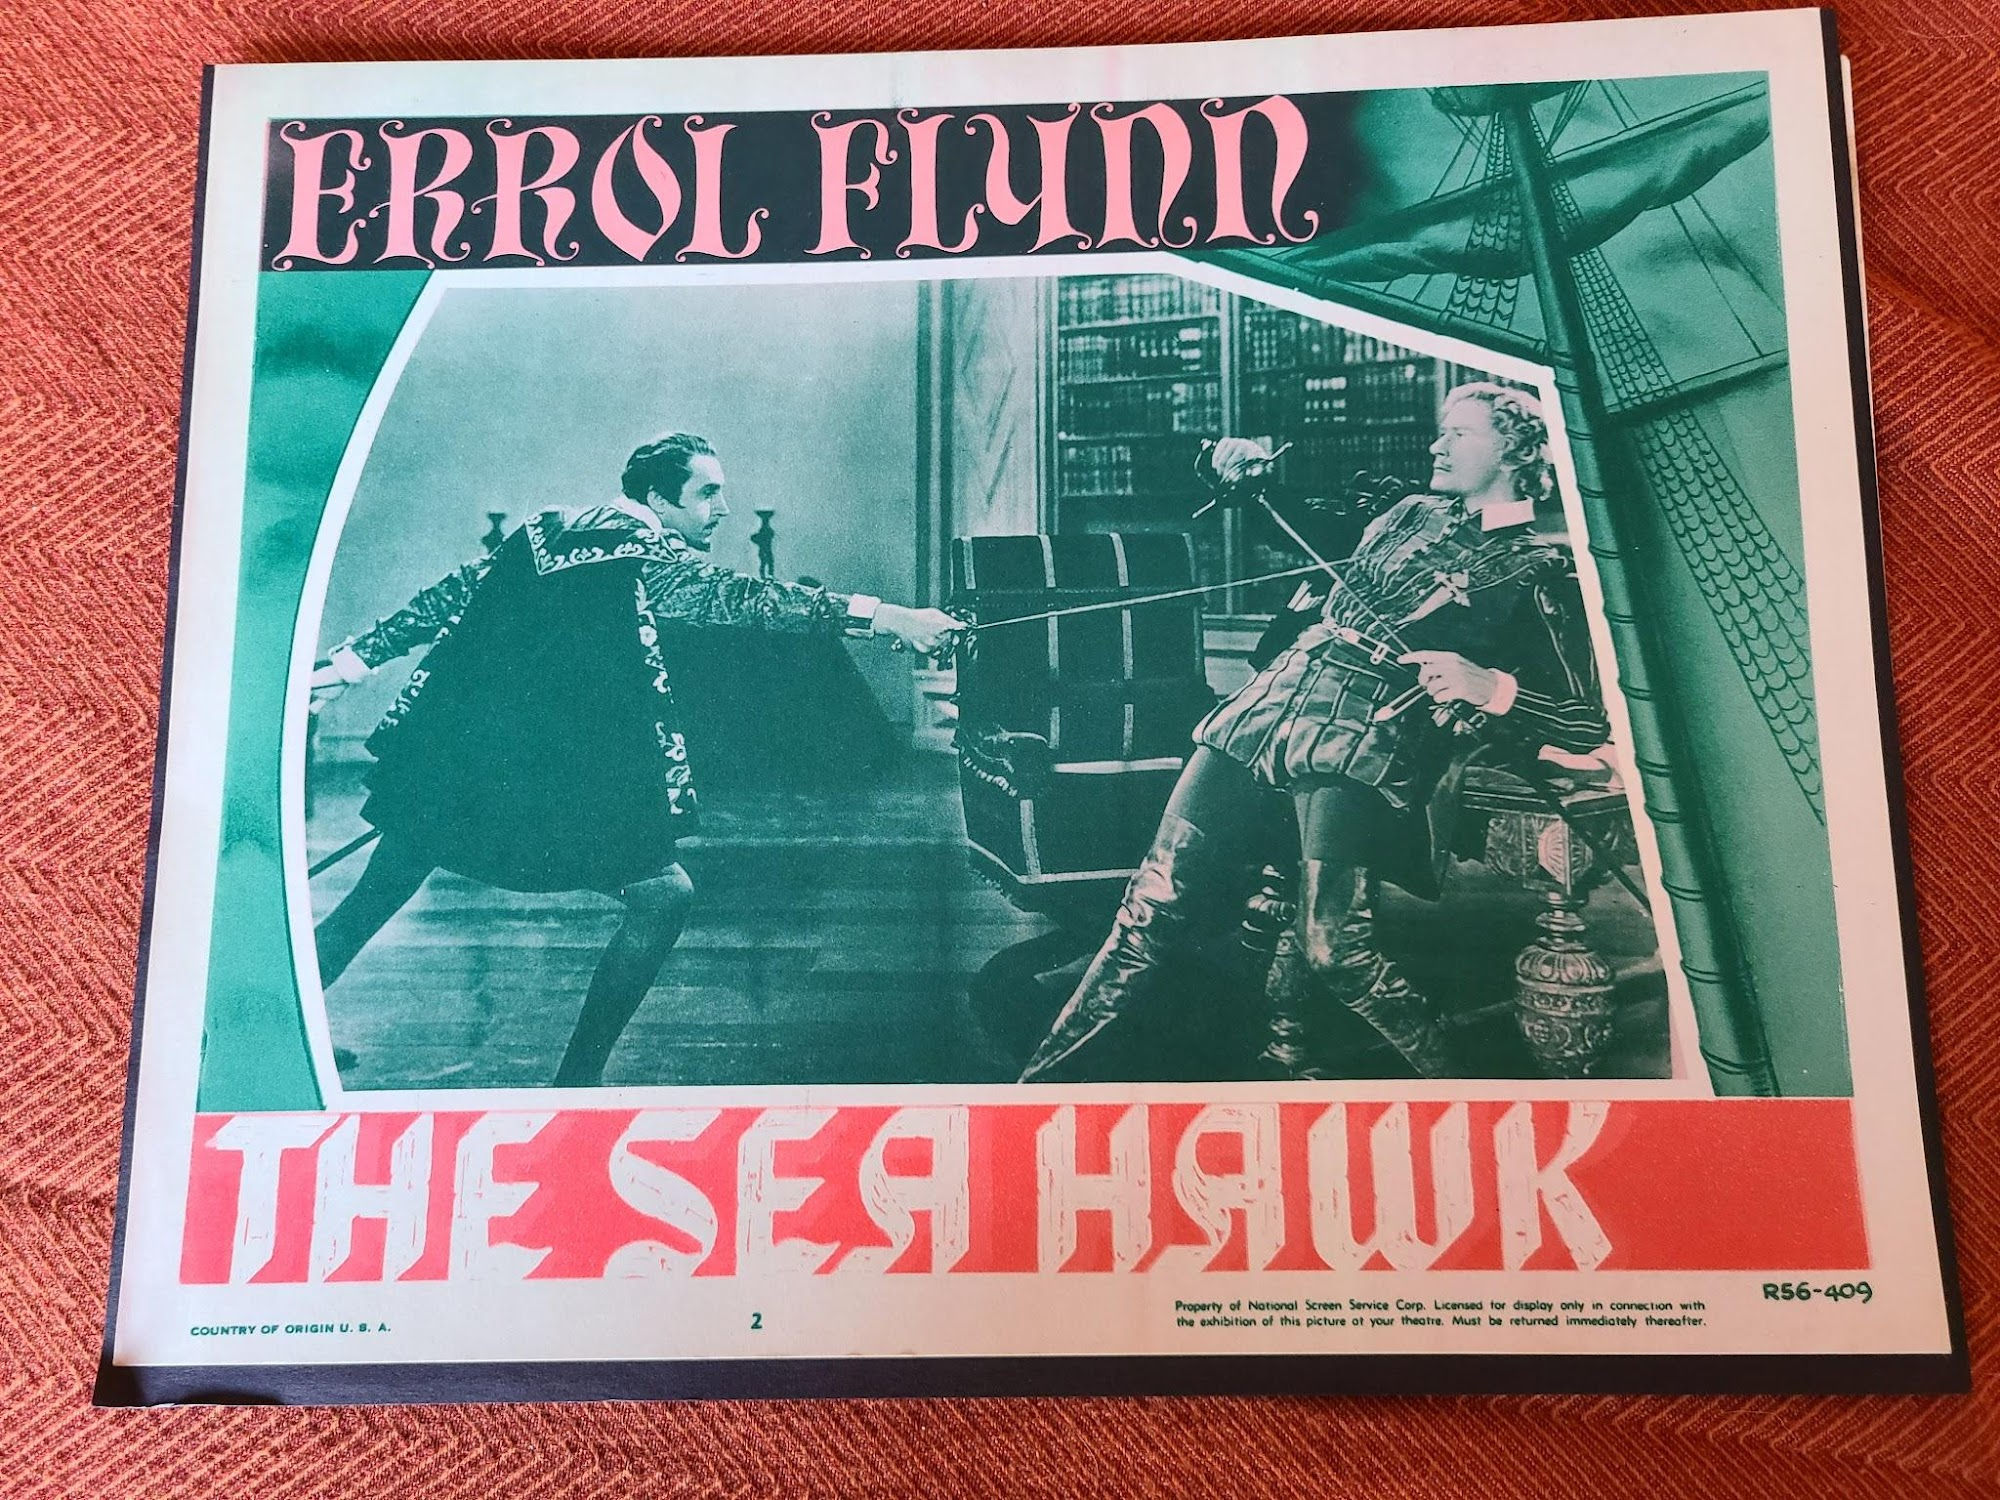 ERROL FLYNN
THE SEA HAWK
R56-409
COUNTRY OF ORIGIN U. S. A.
2
Property of National Screen Service Corp. Licensed for display only in connection with
the exhibition of this picture at your theatre. Must be returned immediately thereafter.